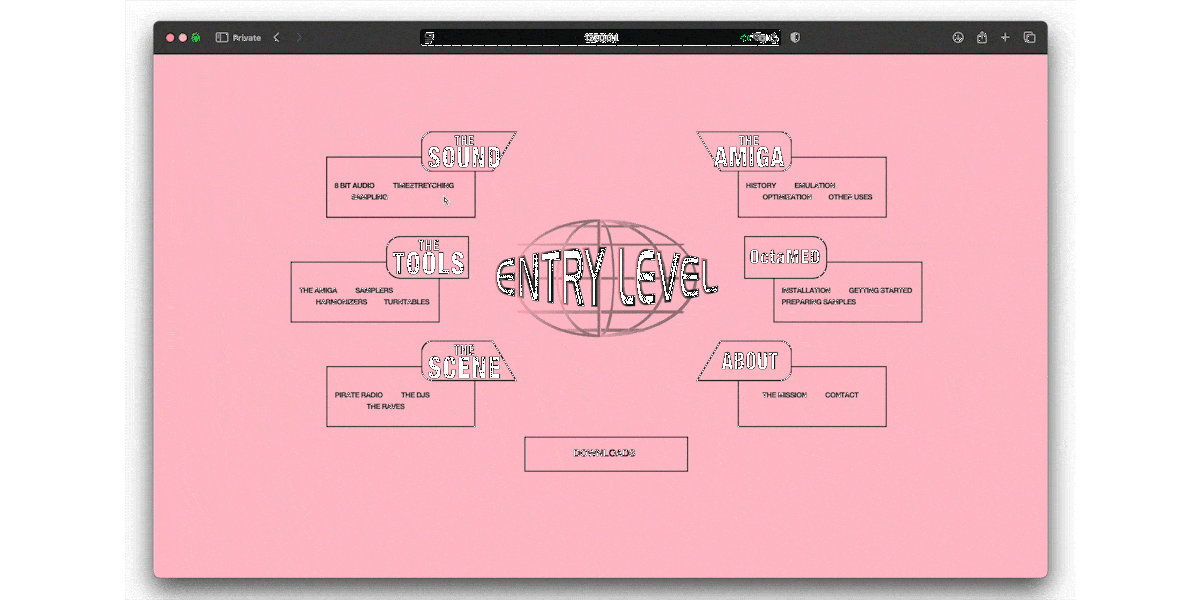 Private
THE
SOUND
8 BIT AUDIO TIMEZTREYCHING
SAMPLING
THE
AMIGA
HISTORY EMULATION
OPTIMIZATION OTHER USES
THE
TOOLS
THE AMIGA SAMPLERS
HARMONIZERS TURNTABLES
ENTRY LEVEL
OctaMED
INSTALLATION GETTING STARTED
PREPARING SAMPLES
THE
SCENE
PIRATE RADIO THE DJS
THE RAVES
ABOUT
THE MISSION CONTACT
DOWNLOADS